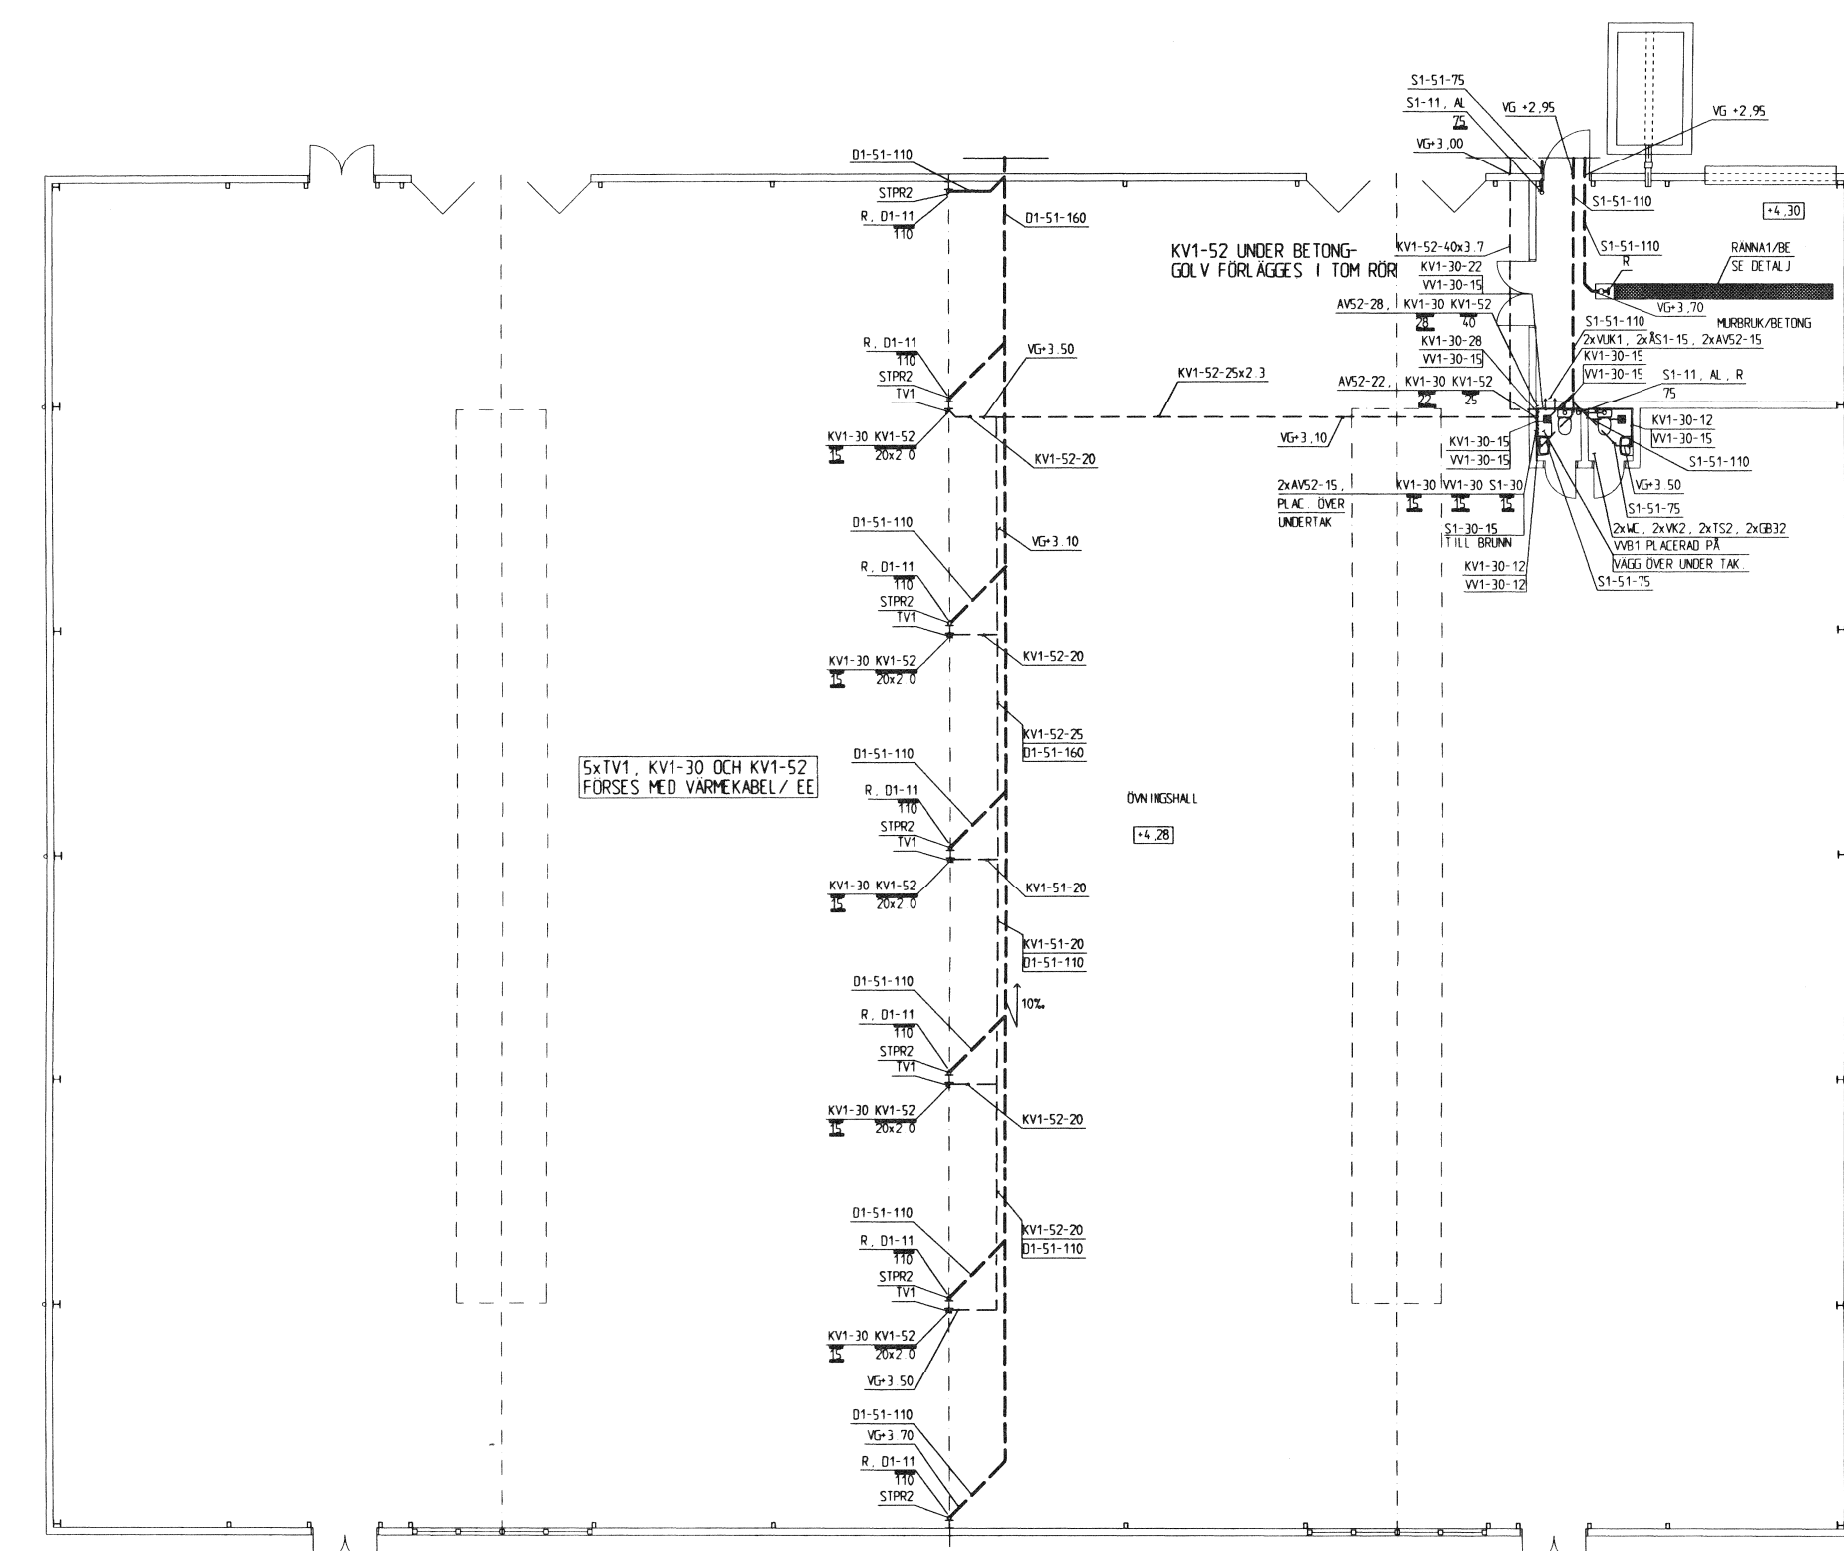 S1-51-75
S1-11, AL
75
VG+3,00
VG +2,95
VG +2,95
D1-51-110
STPR2
R, D1-11
110
D1-51-160
S1-51-110
+4,30
KV1-52 UNDER BETONG-
GOLV FÖRLÄGGES I TOM RÖR
KV1-52-40x3.7
KV1-30-22
VV1-30-15
AV52-28, KV1-30 KV1-52
28 40
KV1-30-28
VV1-30-15
AV52-22, KV1-30 KV1-52
22 25
S1-51-110
R
RÄNNA1/BE
SE DETALJ
VG+3,70
MURBRUK/BETONG
S1-51-110
2xVUK1, 2xÅS1-15, 2xAV52-15
KV1-30-15
VV1-30-15
S1-11, AL, R
75
R, D1-11
110
STPR2
TV1
VG+3.50
KV1-52-25x2.3
KV1-30 KV1-52
15 20x2.0
KV1-52-20
VG+3,10
KV1-30-15
VV1-30-15
KV1-30-12
VV1-30-15
S1-51-110
VG+3.50
S1-51-75
2xAV52-15, KV1-30 VV1-30 S1-30
PLAC. ÖVER 15 15 15
UNDERTAK
S1-30-15
TILL BRUNN
2xWC, 2xVK2, 2xTS2, 2xGB32
VVB1 PLACERAD PÅ
VÄGG ÖVER UNDER TAK.
KV1-30-12
VV1-30-12
S1-51-75
D1-51-110
VG+3.10
R, D1-11
110
STPR2
TV1
KV1-30 KV1-52
15 20x2.0
KV1-52-20
KV1-52-25
D1-51-160
5xTV1, KV1-30 OCH KV1-52
FÖRSES MED VÄRMEKABEL/ EE
D1-51-110
R, D1-11
110
STPR2
TV1
ÖVNINGSHALL
+4,28
KV1-30 KV1-52
15 20x2.0
KV1-51-20
KV1-51-20
D1-51-110
D1-51-110
10‰
R, D1-11
110
STPR2
TV1
KV1-30 KV1-52
15 20x2.0
KV1-52-20
D1-51-110
KV1-52-20
D1-51-110
R, D1-11
110
STPR2
TV1
KV1-30 KV1-52
15 20x2.0
VG+3.50
D1-51-110
VG+3.70
R, D1-11
110
STPR2